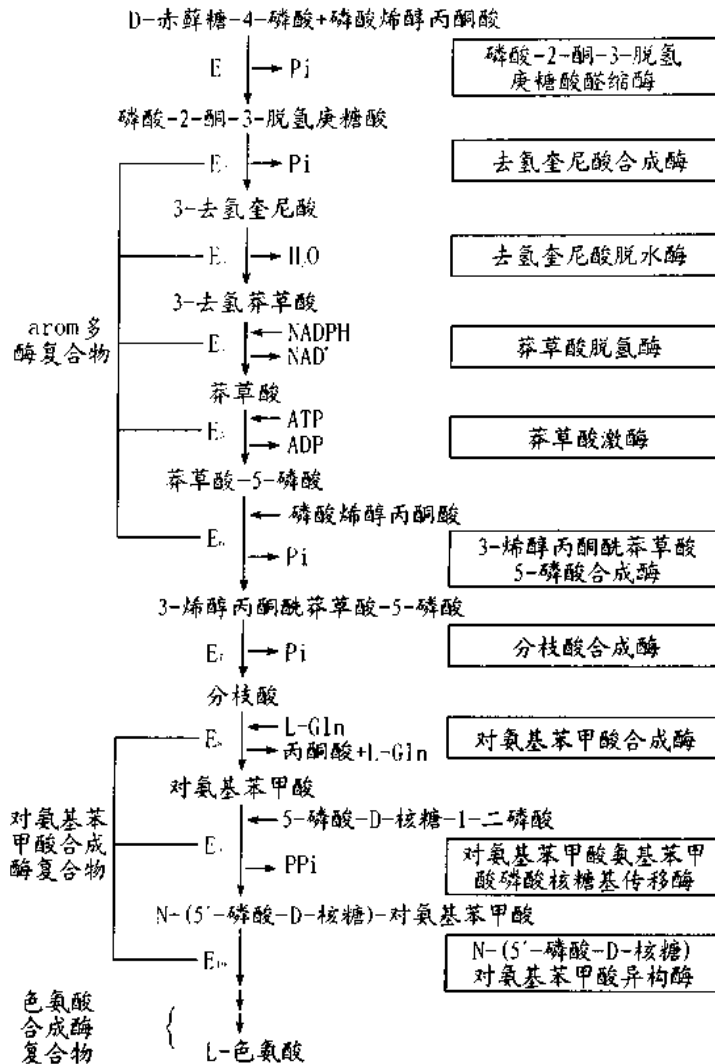 D-赤藓糖-4-磷酸+磷酸烯醇丙酮酸
E
Pi
磷酸-2-酮-3-脱氢
庚糖酸醛缩酶
磷酸-2-酮-3-脱氢庚糖酸
E
Pi
去氢奎尼酸合成酶
3-去氢奎尼酸
E
H₂O
去氢奎尼酸脱水酶
3-去氢莽草酸
arom多
酶复合物
E
NADPH
NAD⁺
莽草酸脱氢酶
莽草酸
E
ATP
ADP
莽草酸激酶
莽草酸-5-磷酸
磷酸烯醇丙酮酸
E
Pi
3-烯醇丙酮酰莽草酸
5-磷酸合成酶
3-烯醇丙酮酰莽草酸-5-磷酸
E
Pi
分枝酸合成酶
分枝酸
E
L-Gln
丙酮酸+L-Gln
对氨基苯甲酸合成酶
对氨基苯甲酸
对氨基苯
甲酸合成
酶复合物
5-磷酸-D-核糖-1-二磷酸
E
PPi
对氨基苯甲酸氨基苯甲
酸磷酸核糖基传移酶
N-(5′-磷酸-D-核糖)-对氨基苯甲酸
E
N-(5′-磷酸-D-核糖)
对氨基苯甲酸异构酶
色氨酸
合成酶
复合物
{
L-色氨酸